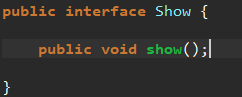 public interface Show {
public void show();
}